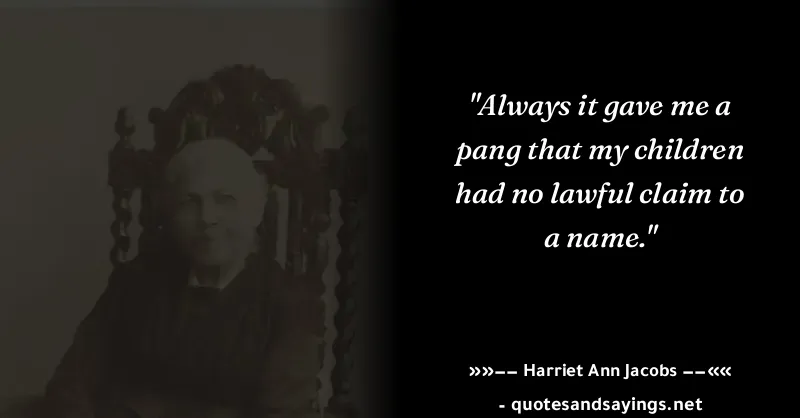 "Always it gave me a
pang that my children
had no lawful claim to
a name."
»»–– Harriet Ann Jacobs ––««
- quotesandsayings.net